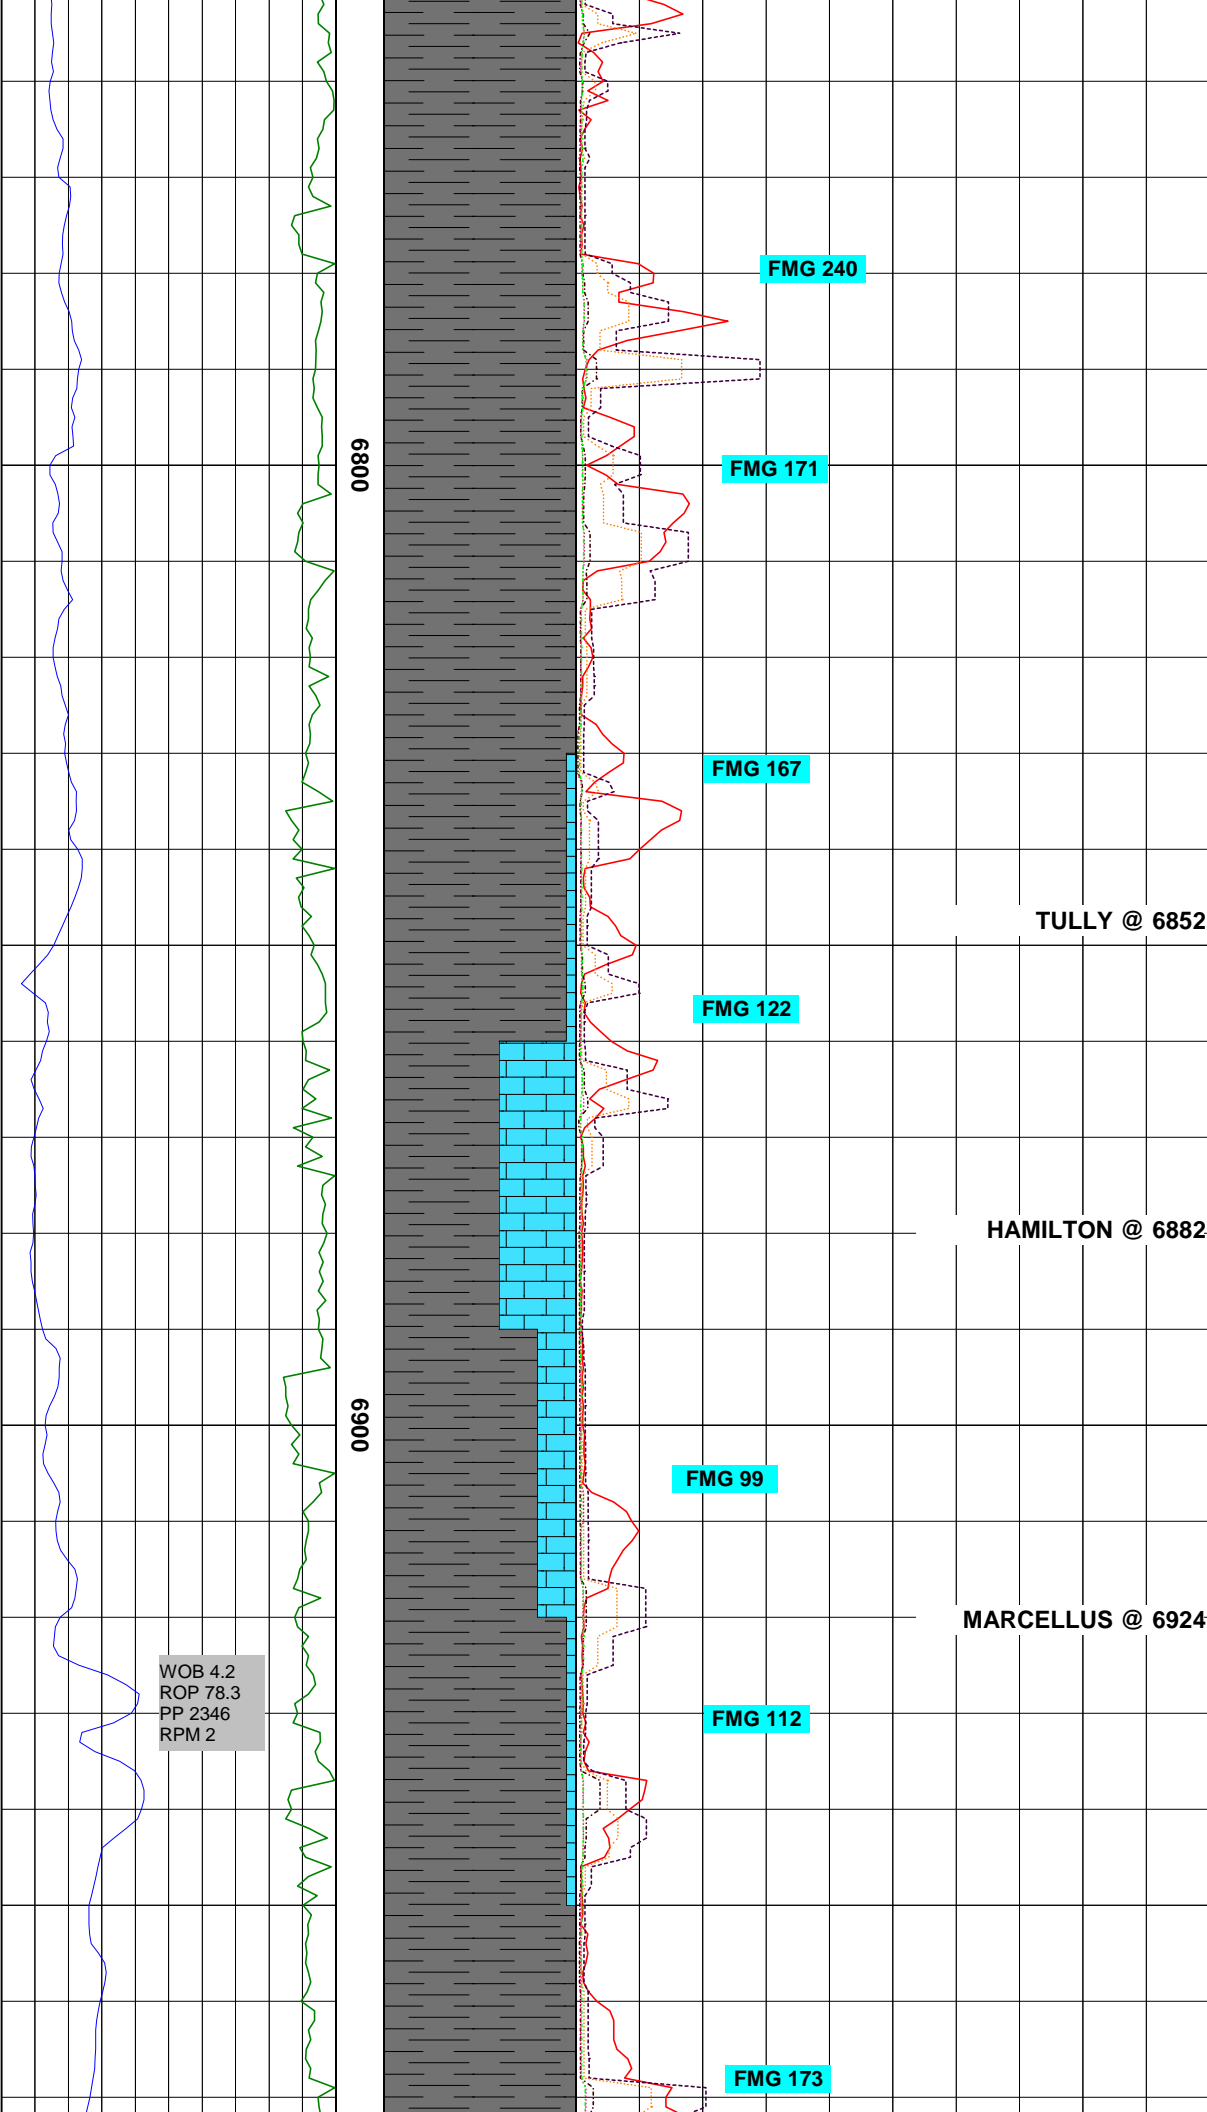 FMG 240
6800
FMG 171
FMG 167
TULLY @ 6852
FMG 122
HAMILTON @ 6882
6900
FMG 99
MARCELLUS @ 6924
WOB 4.2
ROP 78.3
PP 2346
RPM 2
FMG 112
FMG 173